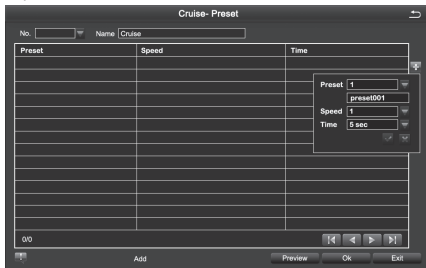 Cruise- Preset
No. Name Cruise
Preset Speed Time
Preset 1
preset001
Speed 1
Time 5 sec
0/0
Add Preview Ok Exit